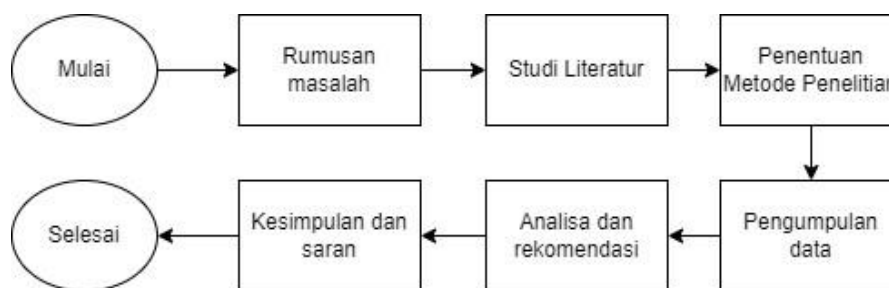 Mulai
Rumusan
masalah
Studi Literatur
Penentuan
Metode Penelitian
Pengumpulan
data
Analisa dan
rekomendasi
Kesimpulan dan
saran
Selesai